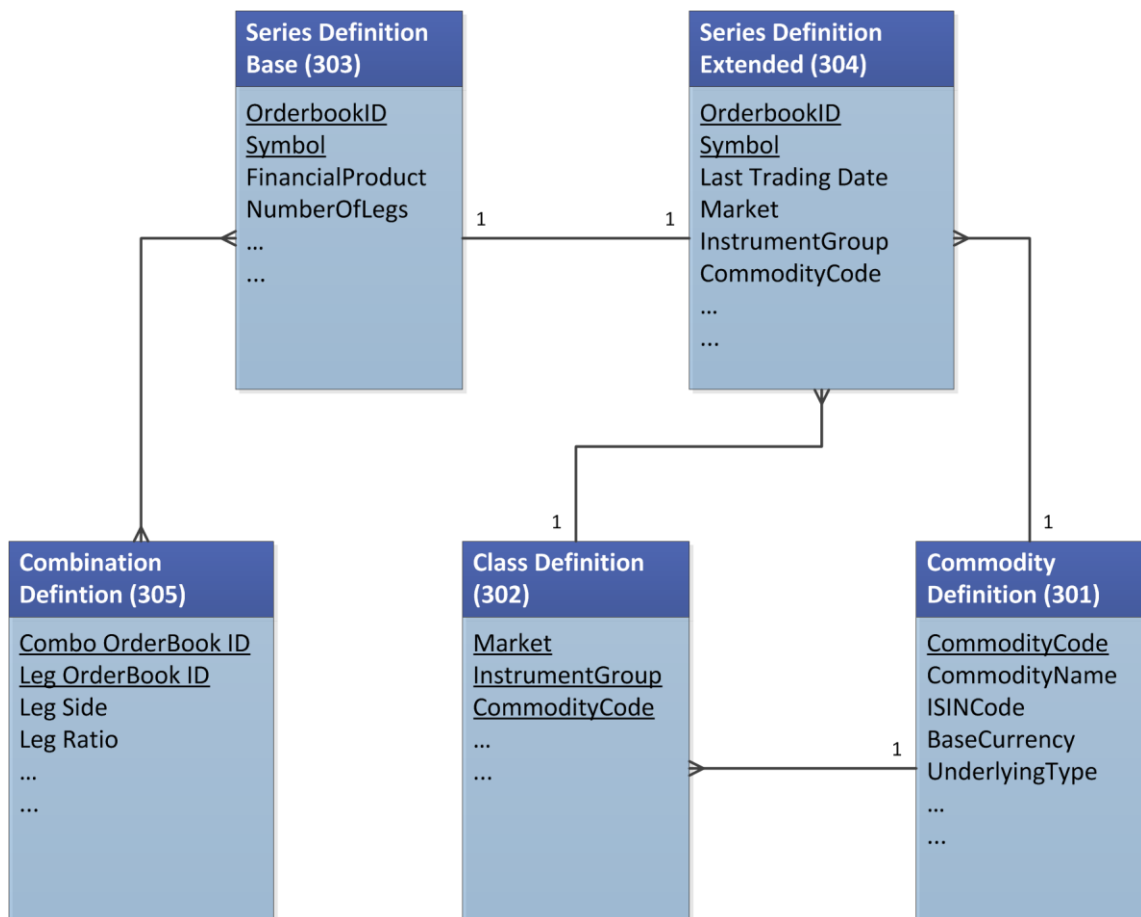 Series Definition
Base (303)
OrderbookID
Symbol
FinancialProduct
NumberOfLegs
...
...
Series Definition
Extended (304)
OrderbookID
Symbol
Last Trading Date
Market
InstrumentGroup
CommodityCode
...
...
1
1
1
1
Combination
Defintion (305)
Combo OrderBook ID
Leg OrderBook ID
Leg Side
Leg Ratio
...
...
Class Definition
(302)
Market
InstrumentGroup
CommodityCode
...
...
1
Commodity
Definition (301)
CommodityCode
CommodityName
ISINCode
BaseCurrency
UnderlyingType
...
...